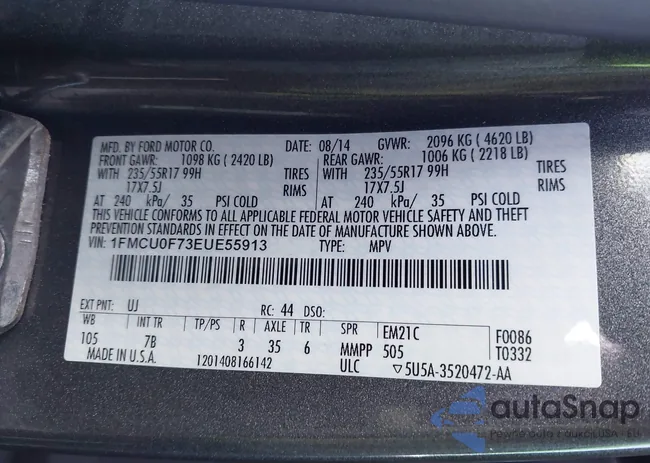 MFD. BY FORD MOTOR CO. DATE: 08/14 GVWR: 2096 KG ( 4620 LB)
FRONT GAWR: 1098 KG ( 2420 LB) REAR GAWR: 1006 KG ( 2218 LB)
WITH 235/55R17 99H TIRES WITH 235/55R17 99H TIRES
17X7.5J RIMS 17X7.5J RIMS
AT 240 kPa/ 35 PSI COLD AT 240 kPa/ 35 PSI COLD
THIS VEHICLE CONFORMS TO ALL APPLICABLE FEDERAL MOTOR VEHICLE SAFETY AND THEFT
PREVENTION STANDARDS IN EFFECT ON THE DATE OF MANUFACTURE SHOWN ABOVE.
VIN: 1FMCU0F73EUE55913 TYPE: MPV
EXT PNT: UJ RC: 44 DSO:
WB INT TR TP/PS R AXLE TR SPR EM21C F0086
105 7B 3 35 6 MMPP 505 T0332
MADE IN U.S.A. 1201408166142 ULC ▽5U5A-3520472-AA
autaSnap
Pewne auta z aukcji USA